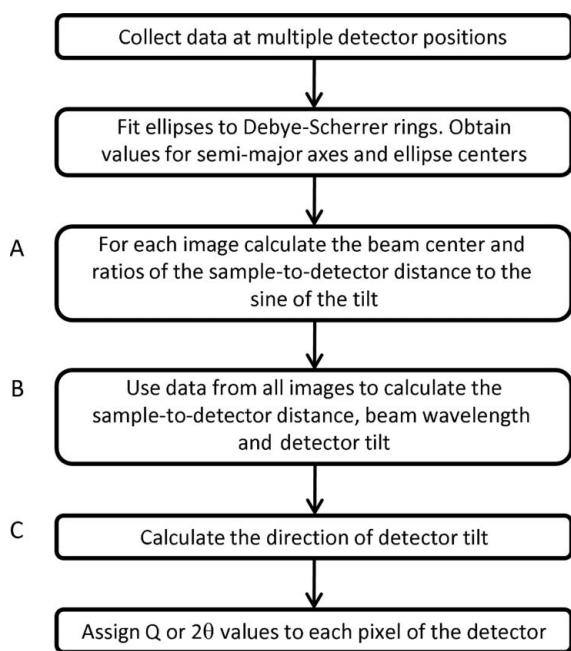 Collect data at multiple detector positions
Fit ellipses to Debye-Scherrer rings. Obtain
values for semi-major axes and ellipse centers
A
For each image calculate the beam center and
ratios of the sample-to-detector distance to the
sine of the tilt
B
Use data from all images to calculate the
sample-to-detector distance, beam wavelength
and detector tilt
C
Calculate the direction of detector tilt
Assign Q or 2θ values to each pixel of the detector